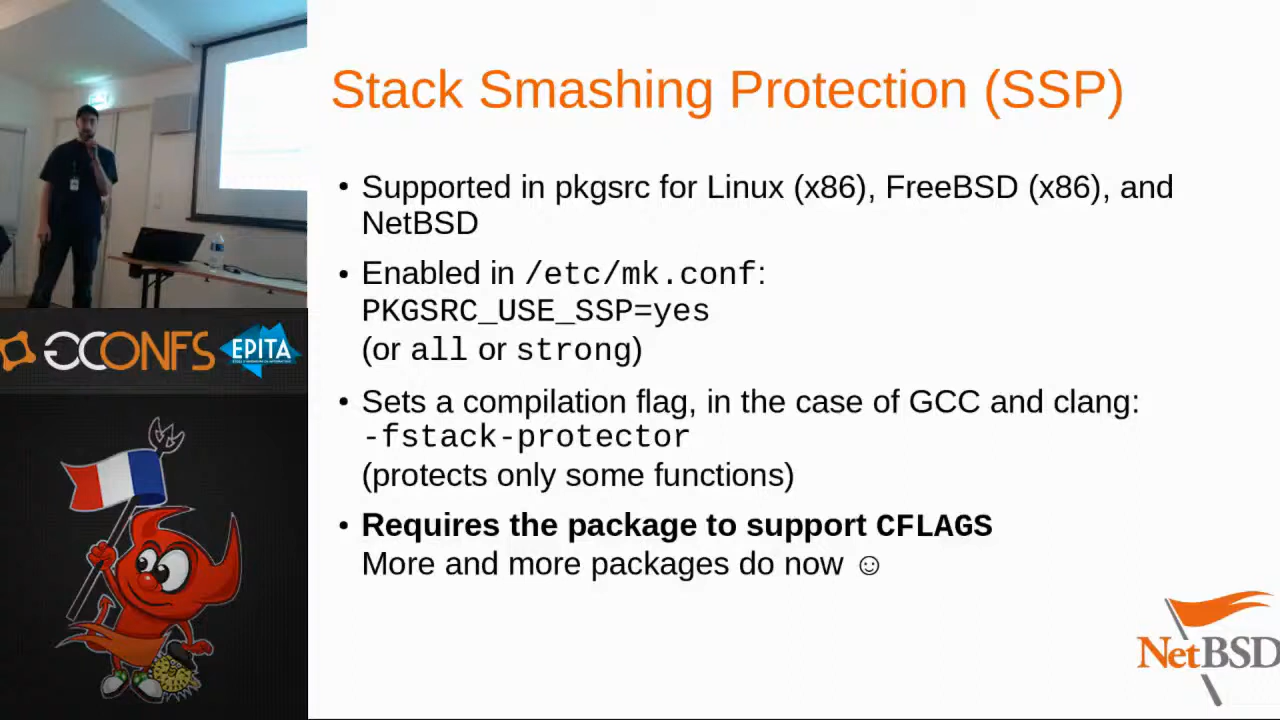 Stack Smashing Protection (SSP)
• Supported in pkgsrc for Linux (x86), FreeBSD (x86), and
NetBSD
• Enabled in /etc/mk.conf:
PKGSRC_USE_SSP=yes
(or all or strong)
• Sets a compilation flag, in the case of GCC and clang:
-fstack-protector
(protects only some functions)
• Requires the package to support CFLAGS
More and more packages do now ☺
GCONFS
EPITA
NetBSD